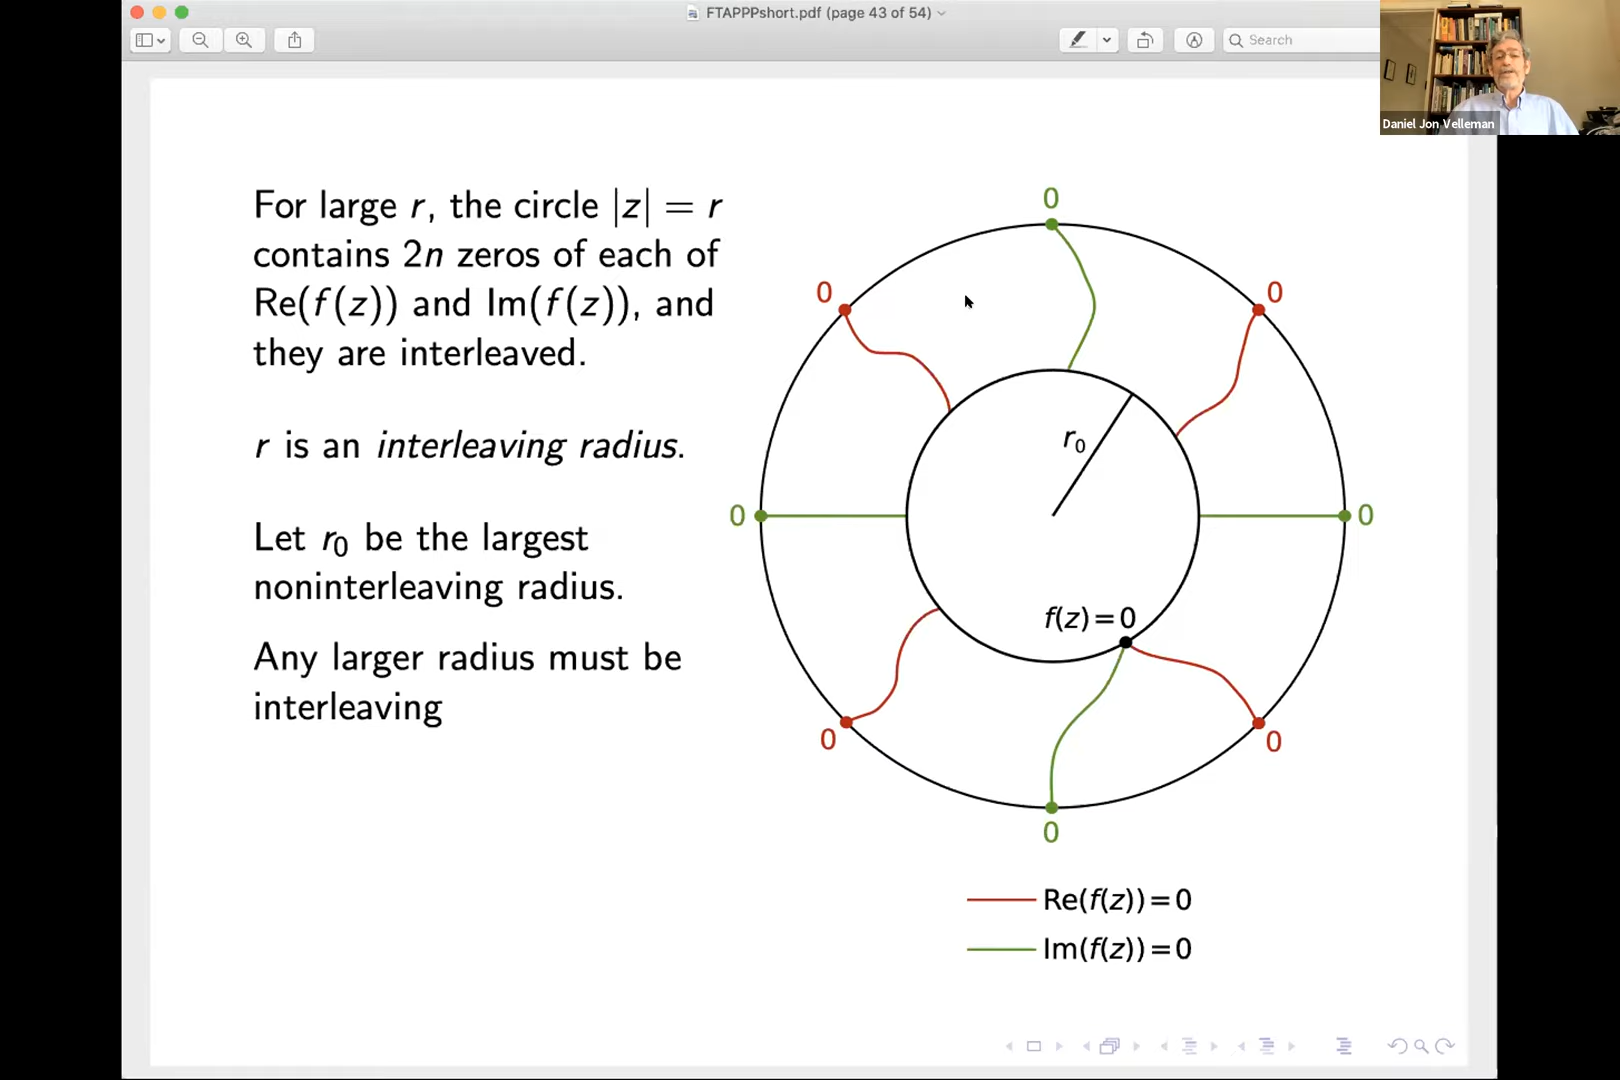 FTAPPPshort.pdf (page 43 of 54)
Search
Daniel Jon Velleman
For large r, the circle |z| = r
contains 2n zeros of each of
Re(f(z)) and Im(f(z)), and
they are interleaved.
r is an interleaving radius.
Let r₀ be the largest
noninterleaving radius.
Any larger radius must be
interleaving
0
0
0
r₀
0
0
f(z)=0
0
0
0
Re(f(z))=0
Im(f(z))=0